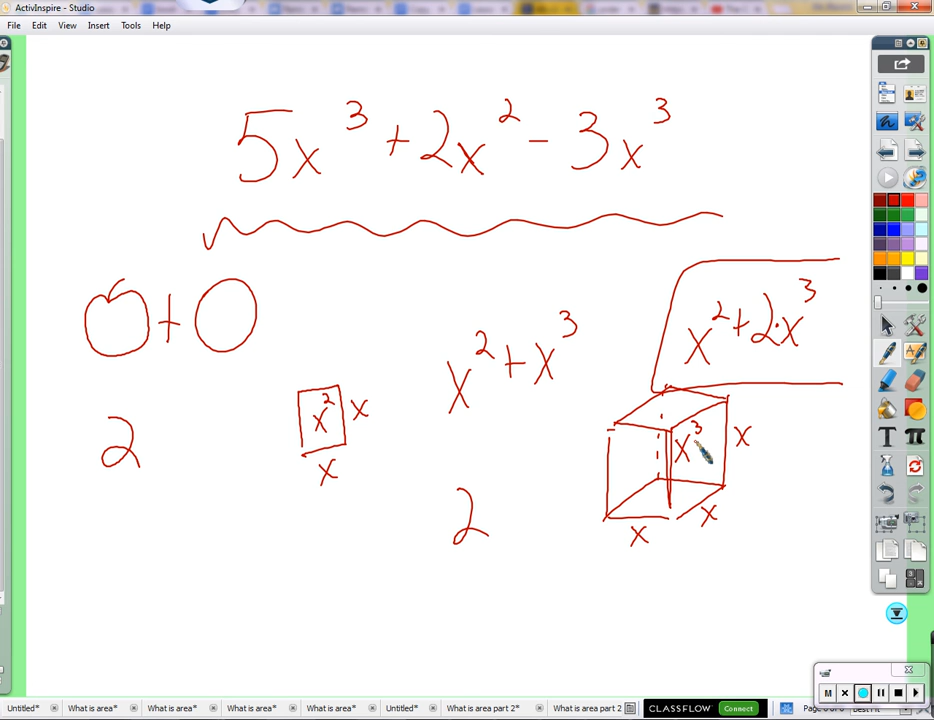 ActivInspire - Studio
File Edit View Insert Tools Help
5x³ + 2x² - 3x³
+
x² + x³
x² + 2·x³
2
x²
x
x
2
x³
x
x
x
Untitled* What is area* What is area* What is area* What is area* Untitled* What is area part 2* What is area part 2 CLASSFLOW Connect Best Fit
M